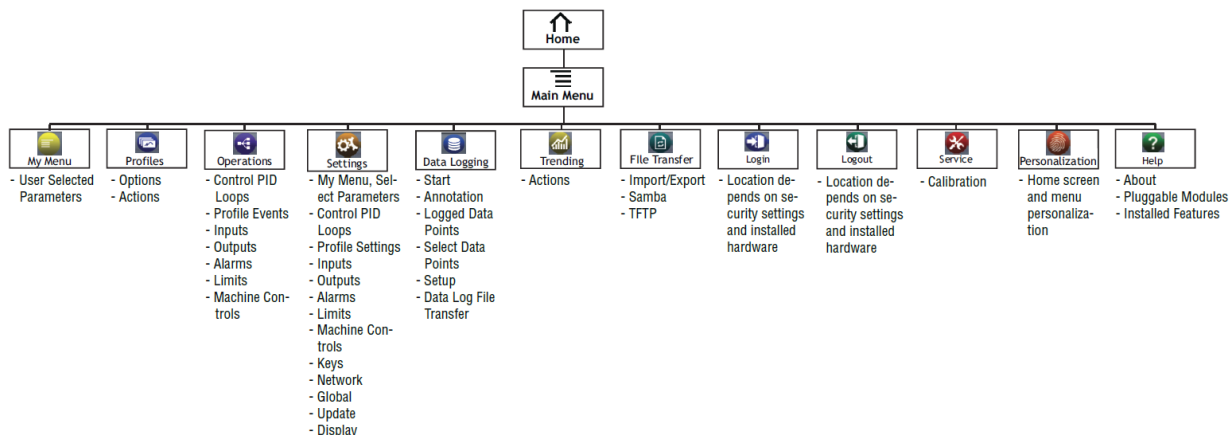 Home
Main Menu
My Menu
- User Selected
Parameters
Profiles
- Options
- Actions
Operations
- Control PID
Loops
- Profile Events
- Inputs
- Outputs
- Alarms
- Limits
- Machine Con-
trols
Settings
- My Menu, Sel-
ect Parameters
- Control PID
Loops
- Profile Settings
- Inputs
- Outputs
- Alarms
- Limits
- Machine Con-
trols
- Keys
- Network
- Global
- Update
- Display
Data Logging
- Start
- Annotation
- Logged Data
Points
- Select Data
Points
- Setup
- Data Log File
Transfer
Trending
- Actions
File Transfer
- Import/Export
- Samba
- TFTP
Login
- Location de-
pends on se-
curity settings
and installed
hardware
Logout
- Location de-
pends on se-
curity settings
and installed
hardware
Service
- Calibration
Personalization
- Home screen
and menu
personaliza-
tion
Help
- About
- Pluggable Modules
- Installed Features